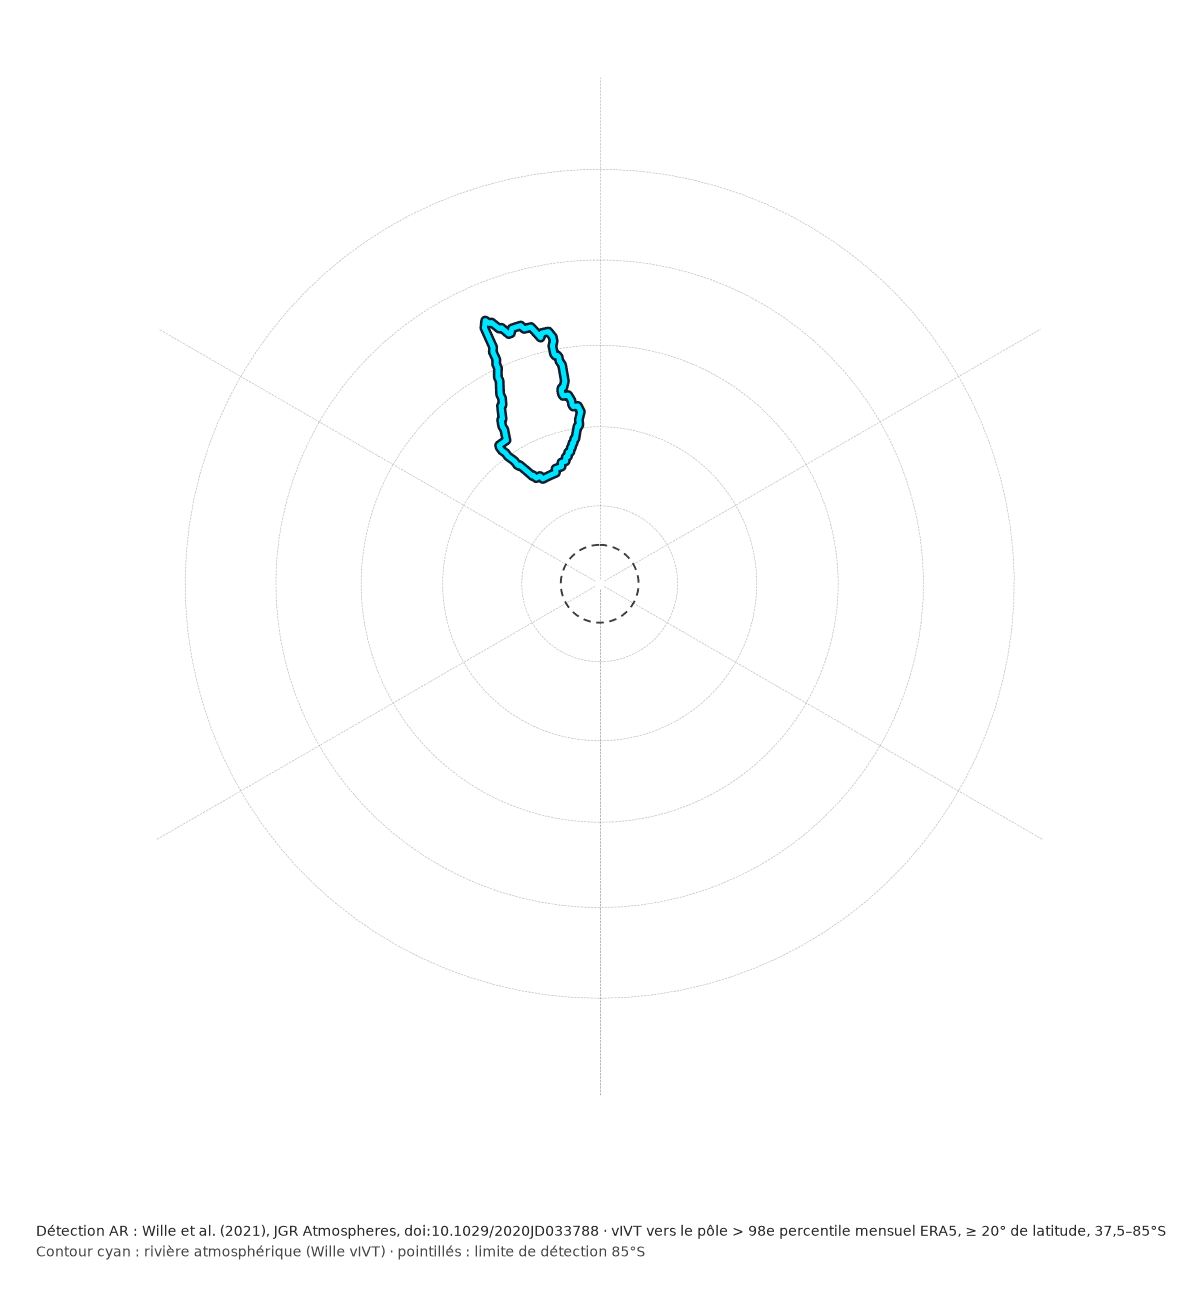 Détection AR : Wille et al. (2021), JGR Atmospheres, doi:10.1029/2020JD033788 · vIVT vers le pôle > 98e percentile mensuel ERA5, ≥ 20° de latitude, 37,5–85°S
Contour cyan : rivière atmosphérique (Wille vIVT) · pointillés : limite de détection 85°S